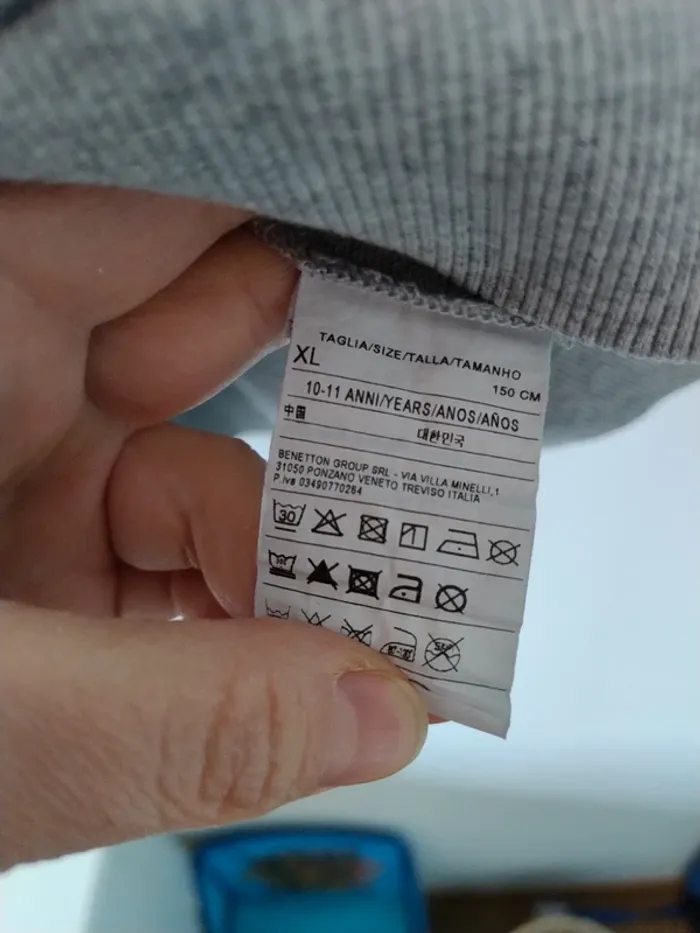 TAGLIA/SIZE/TALLA/TAMANHO
XL
150 CM
10-11 ANNI/YEARS/ANOS/AÑOS
中国
대한민국
BENETTON GROUP SRL - VIA VILLA MINELLI,1
31050 PONZANO VENETO TREVISO ITALIA
P.iva 03490770264
30